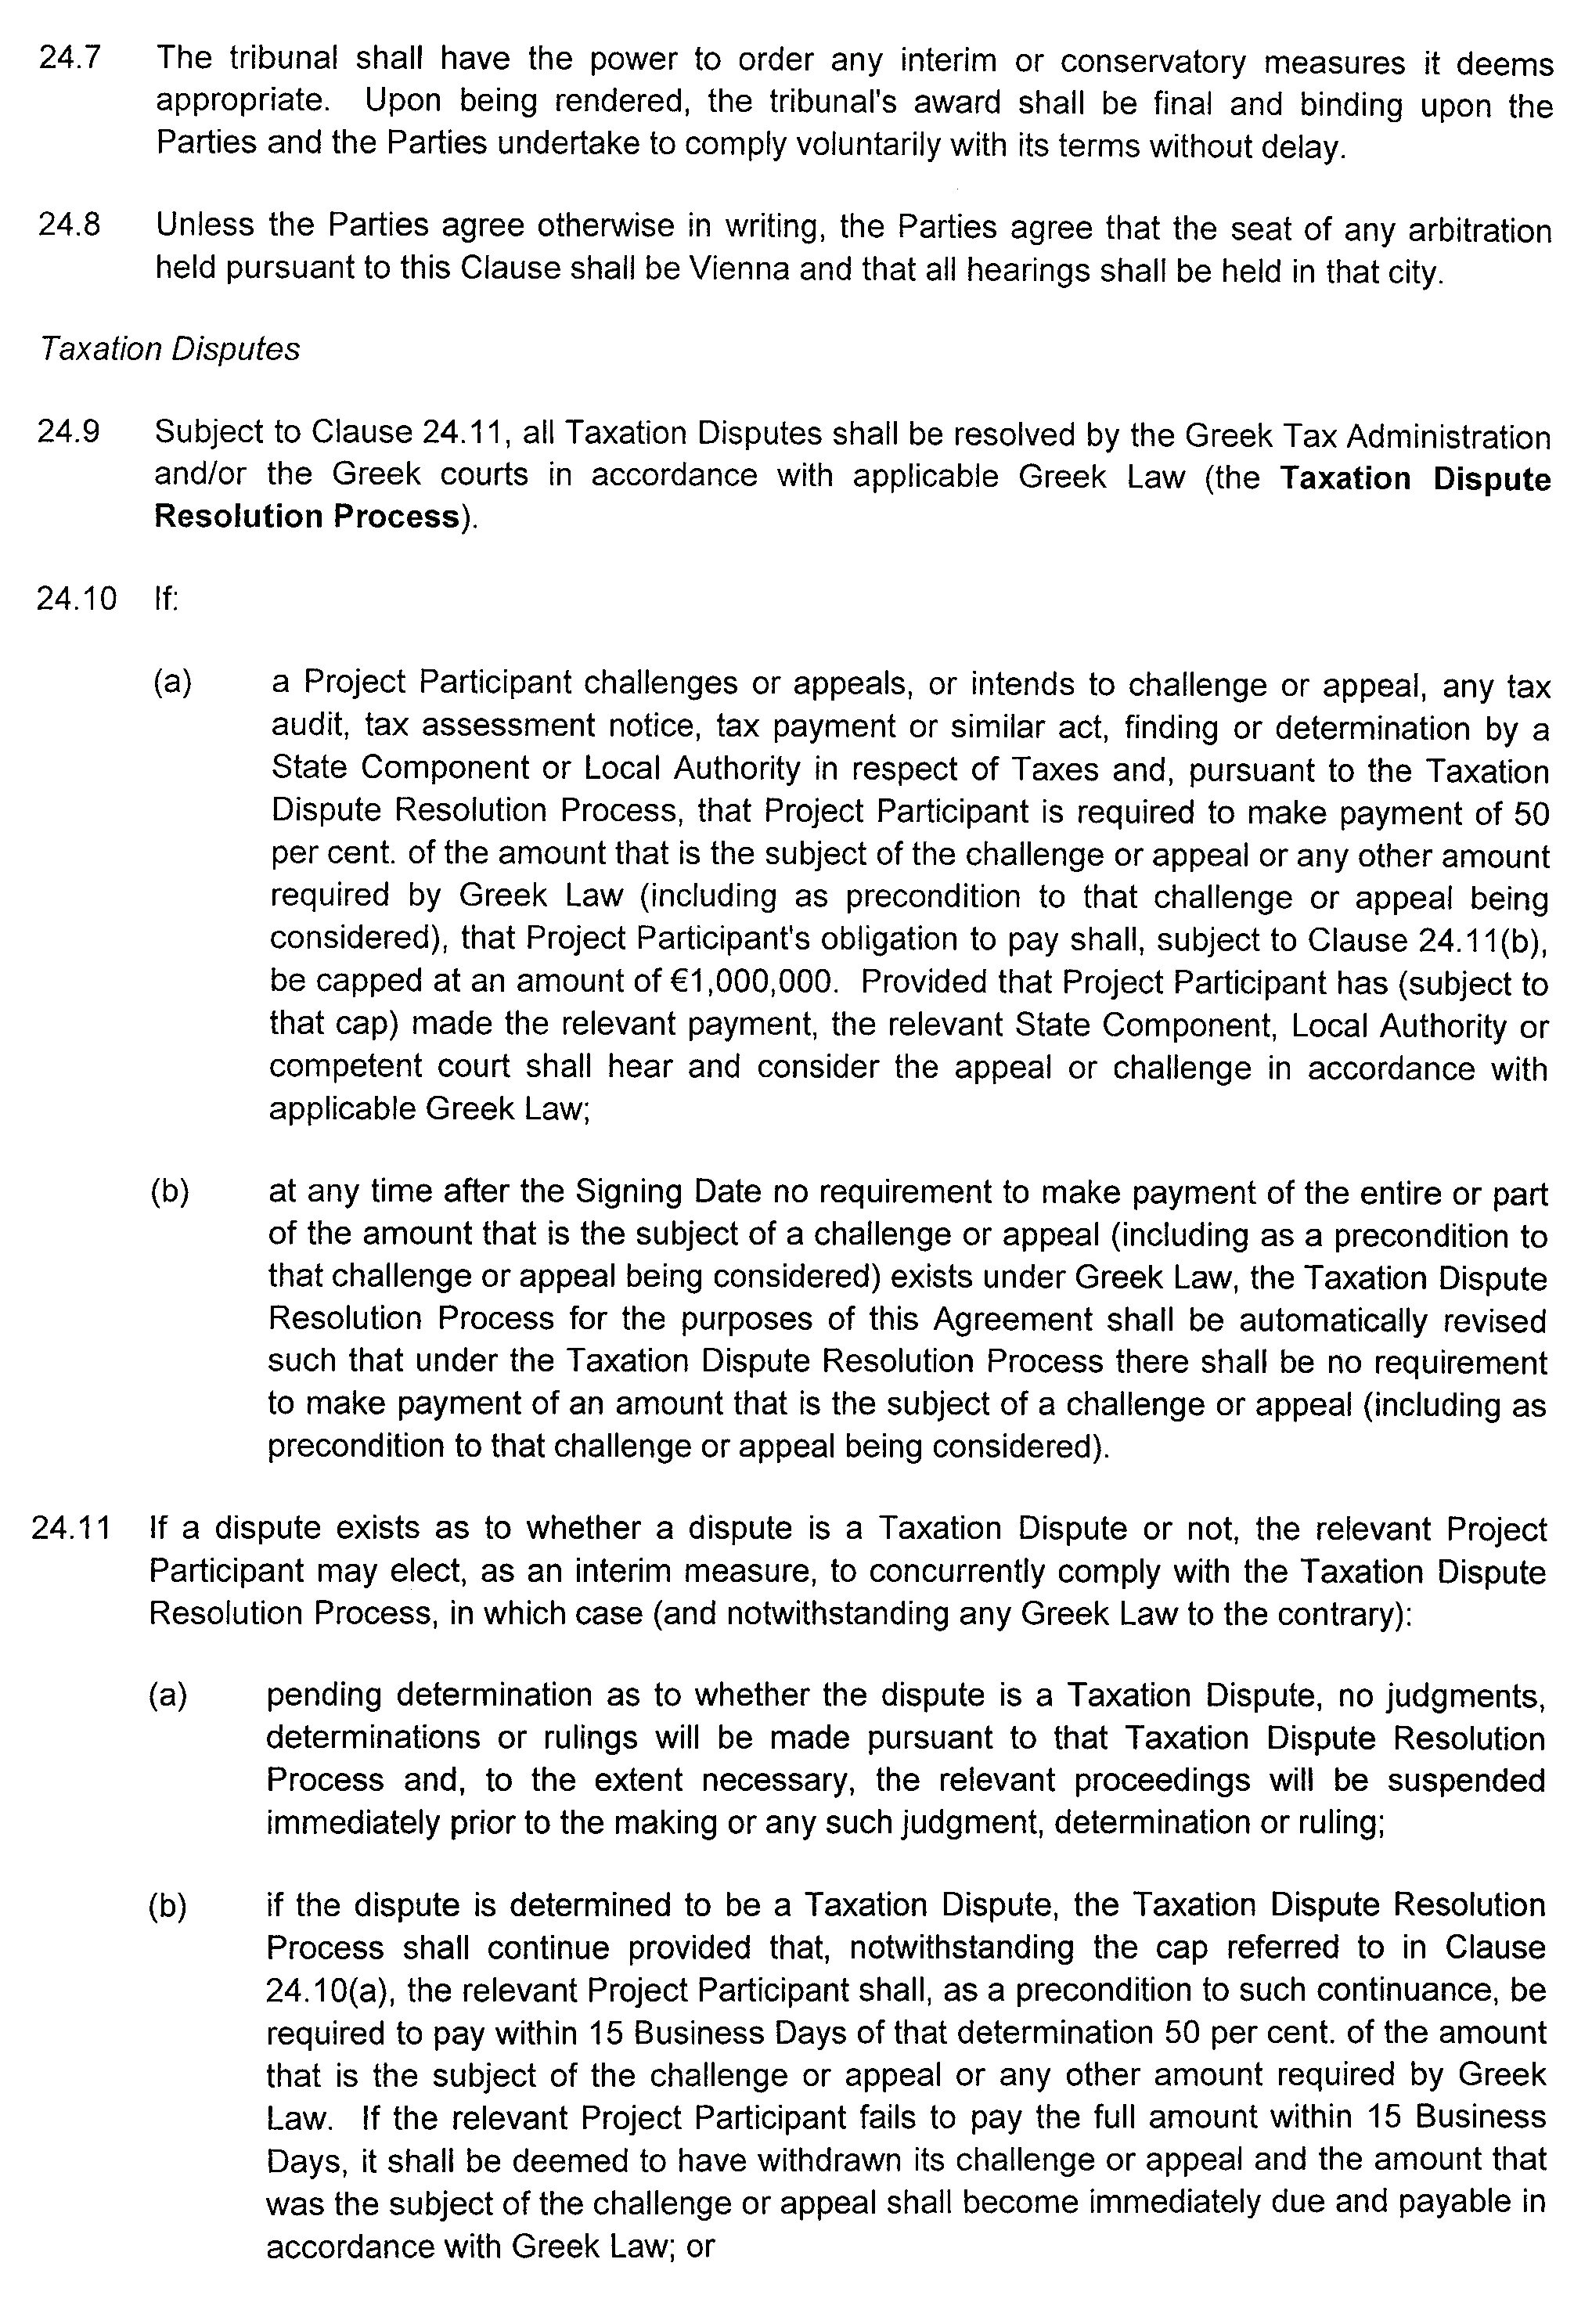 24.7 The tribunal shall have the power to order any interim or conservatory measures it deems
appropriate. Upon being rendered, the tribunal's award shall be final and binding upon the
Parties and the Parties undertake to comply voluntarily with its terms without delay.
24.8 Unless the Parties agree otherwise in writing, the Parties agree that the seat of any arbitration
held pursuant to this Clause shall be Vienna and that all hearings shall be held in that city.
Taxation Disputes
24.9 Subject to Clause 24.11, all Taxation Disputes shall be resolved by the Greek Tax Administration
and/or the Greek courts in accordance with applicable Greek Law (the Taxation Dispute
Resolution Process).
24.10 If:
(a) a Project Participant challenges or appeals, or intends to challenge or appeal, any tax
audit, tax assessment notice, tax payment or similar act, finding or determination by a
State Component or Local Authority in respect of Taxes and, pursuant to the Taxation
Dispute Resolution Process, that Project Participant is required to make payment of 50
per cent. of the amount that is the subject of the challenge or appeal or any other amount
required by Greek Law (including as precondition to that challenge or appeal being
considered), that Project Participant's obligation to pay shall, subject to Clause 24.11(b),
be capped at an amount of €1,000,000. Provided that Project Participant has (subject to
that cap) made the relevant payment, the relevant State Component, Local Authority or
competent court shall hear and consider the appeal or challenge in accordance with
applicable Greek Law;
(b) at any time after the Signing Date no requirement to make payment of the entire or part
of the amount that is the subject of a challenge or appeal (including as a precondition to
that challenge or appeal being considered) exists under Greek Law, the Taxation Dispute
Resolution Process for the purposes of this Agreement shall be automatically revised
such that under the Taxation Dispute Resolution Process there shall be no requirement
to make payment of an amount that is the subject of a challenge or appeal (including as
precondition to that challenge or appeal being considered).
24.11 If a dispute exists as to whether a dispute is a Taxation Dispute or not, the relevant Project
Participant may elect, as an interim measure, to concurrently comply with the Taxation Dispute
Resolution Process, in which case (and notwithstanding any Greek Law to the contrary):
(a) pending determination as to whether the dispute is a Taxation Dispute, no judgments,
determinations or rulings will be made pursuant to that Taxation Dispute Resolution
Process and, to the extent necessary, the relevant proceedings will be suspended
immediately prior to the making or any such judgment, determination or ruling;
(b) if the dispute is determined to be a Taxation Dispute, the Taxation Dispute Resolution
Process shall continue provided that, notwithstanding the cap referred to in Clause
24.10(a), the relevant Project Participant shall, as a precondition to such continuance, be
required to pay within 15 Business Days of that determination 50 per cent. of the amount
that is the subject of the challenge or appeal or any other amount required by Greek
Law. If the relevant Project Participant fails to pay the full amount within 15 Business
Days, it shall be deemed to have withdrawn its challenge or appeal and the amount that
was the subject of the challenge or appeal shall become immediately due and payable in
accordance with Greek Law; or